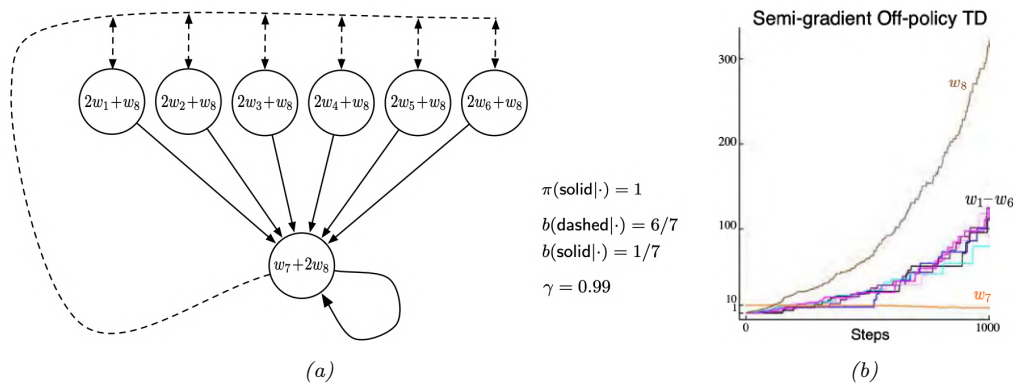 2w₁+w₈ 2w₂+w₈ 2w₃+w₈ 2w₄+w₈ 2w₅+w₈ 2w₆+w₈
w₇+2w₈
π(solid|·) = 1
b(dashed|·) = 6/7
b(solid|·) = 1/7
γ = 0.99
(a)
Semi-gradient Off-policy TD
300
200
100
10
1
w₈
w₁–w₆
w₇
0 1000
Steps
(b)